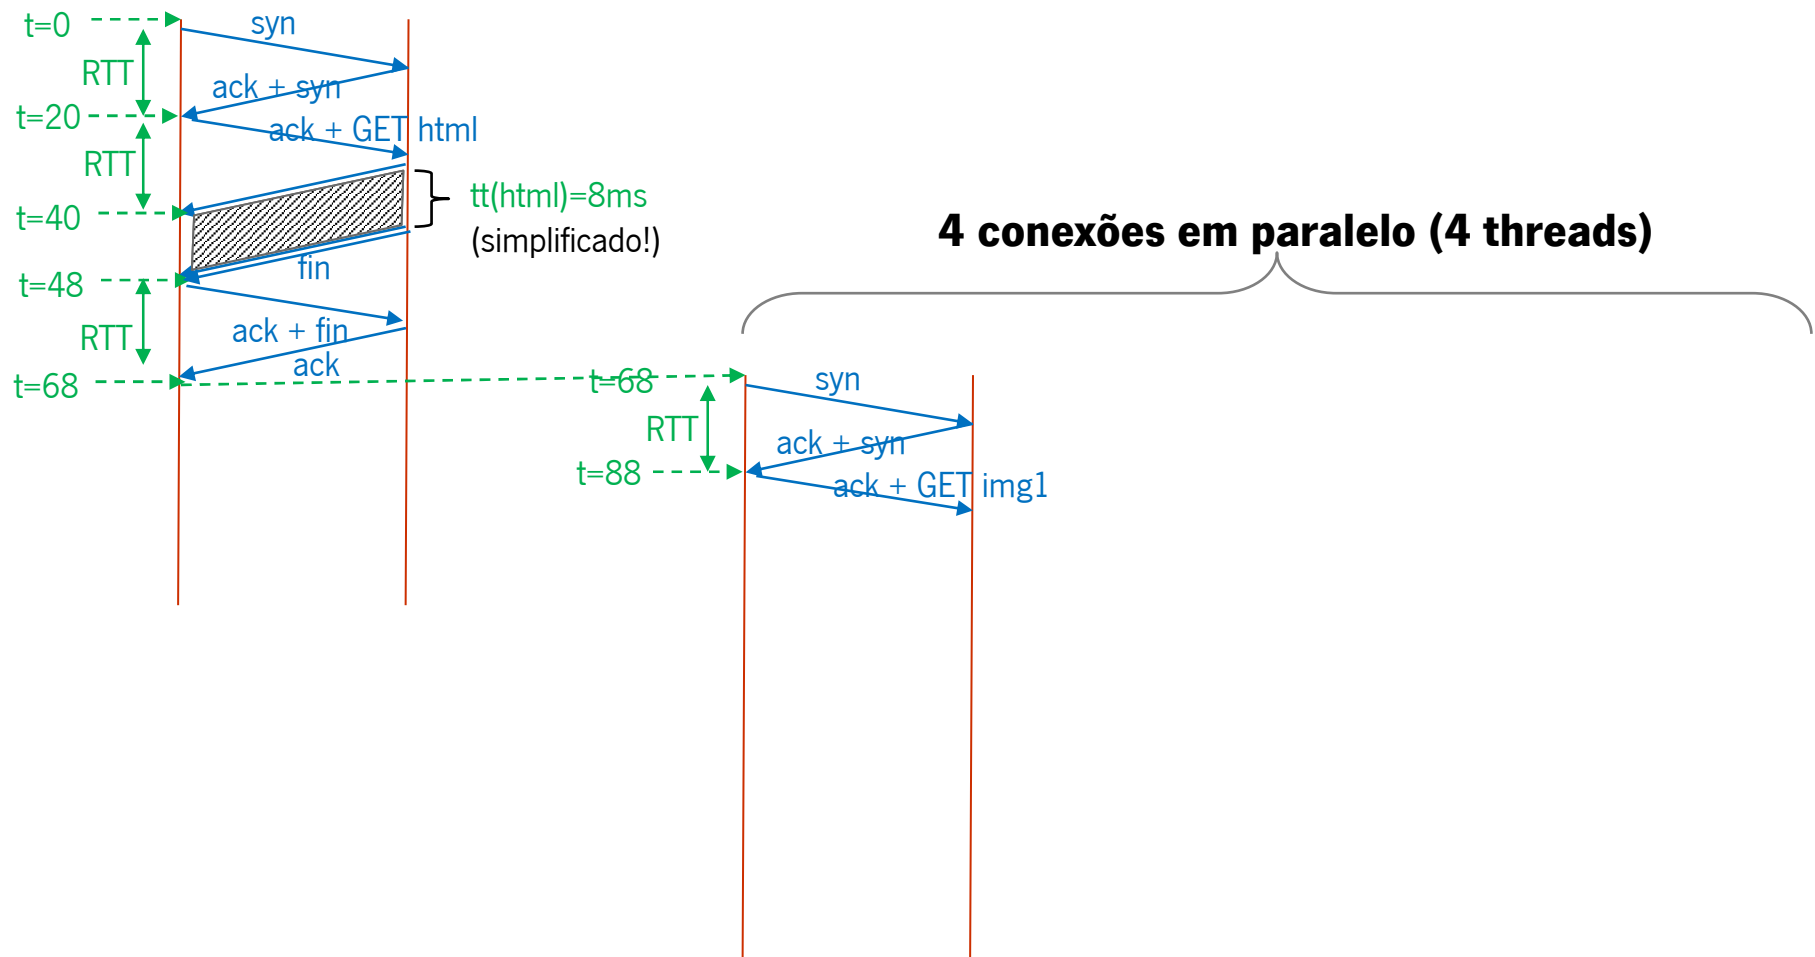 t=0
syn
RTT
ack + syn
t=20
ack + GET html
RTT
tt(html)=8ms
(simplificado!)
t=40
fin
t=48
ack + fin
RTT
ack
t=68
4 conexões em paralelo (4 threads)
t=68
syn
RTT
ack + syn
t=88
ack + GET img1